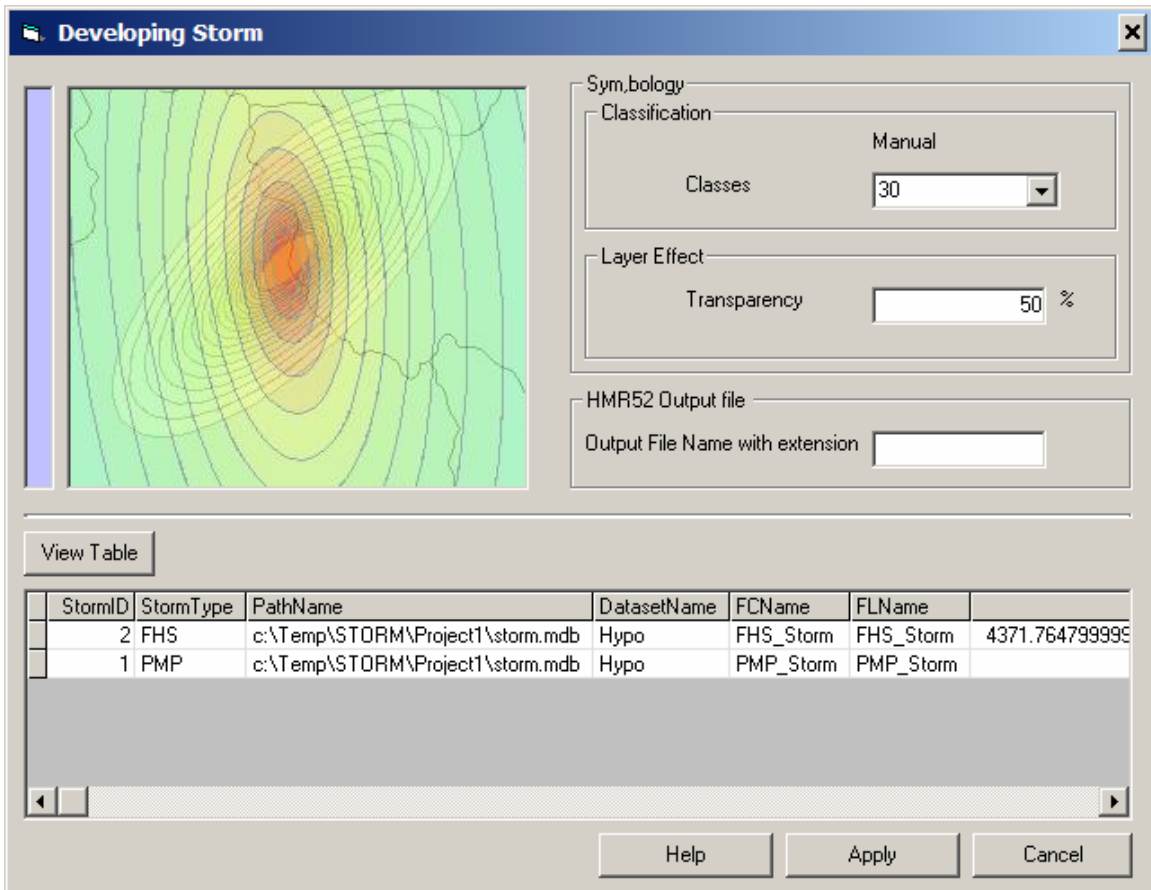 Developing Storm
Sym,bology
Classification
Manual
Classes 30
Layer Effect
Transparency 50 %
HMR52 Output file
Output File Name with extension
View Table
StormID StormType PathName DatasetName FCName FLName
2 FHS c:\Temp\STORM\Project1\storm.mdb Hypo FHS_Storm FHS_Storm 4371.764799999
1 PMP c:\Temp\STORM\Project1\storm.mdb Hypo PMP_Storm PMP_Storm
Help Apply Cancel